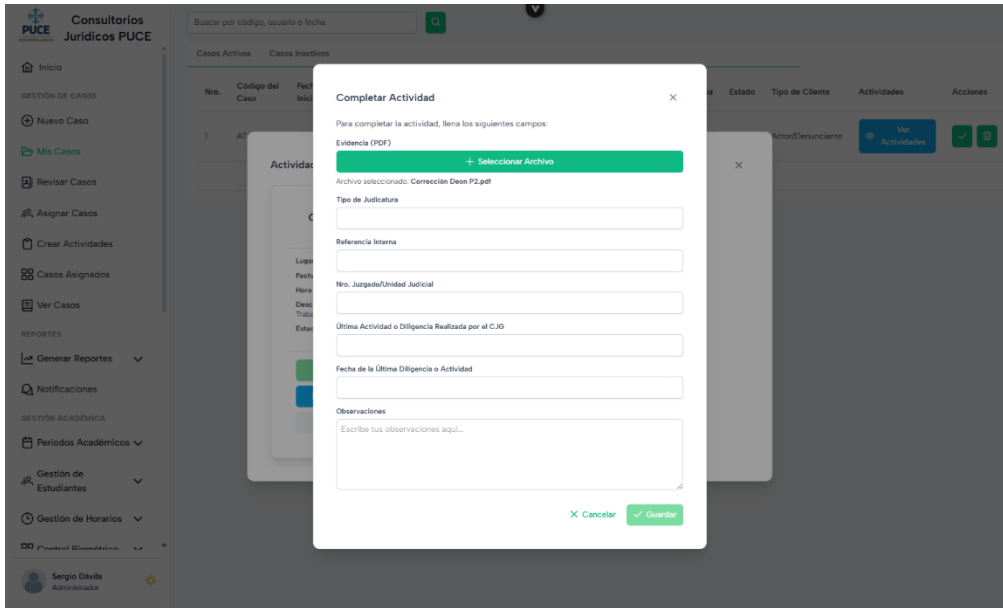 PUCE
Consultorios
Jurídicos PUCE
Inicio
GESTIÓN DE CASOS
Nuevo Caso
Mis Casos
Revisar Casos
Asignar Casos
Crear Actividades
Casos Asignados
Ver Casos
REPORTES
Generar Reportes
Notificaciones
GESTIÓN ACADÉMICA
Periodos Académicos
Gestión de
Estudiantes
Gestión de Horarios
Control Biométrico
Sergio Dávila
Administrador
Buscar por código, usuario o fecha
Casos Activos Casos Inactivos
Nro. Código del
Caso Estado Tipo de Cliente Actividades Acciones
1 Actor/Denunciante Ver
Actividades
Completar Actividad
Para completar la actividad, llena los siguientes campos:
Evidencia (PDF)
+ Seleccionar Archivo
Archivo seleccionado: Corrección Deon P2.pdf
Tipo de Judicatura
Referencia Interna
Nro. Juzgado/Unidad Judicial
Última Actividad o Diligencia Realizada por el CJG
Fecha de la Última Diligencia o Actividad
Observaciones
Escribe tus observaciones aquí...
Cancelar Guardar